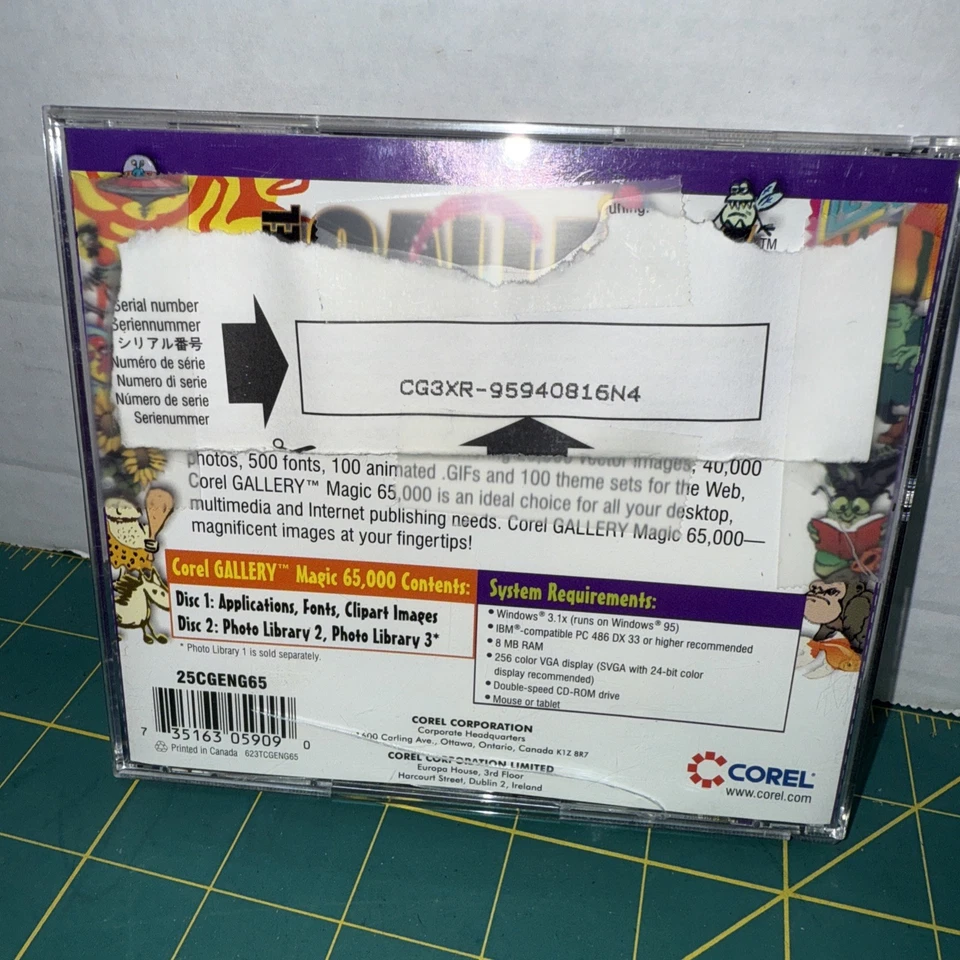 uthing.
TM
Serial number
Seriennummer
シリアル番号
Numéro de série
Numero di serie
Número de serie
Serienummer
CG3XR-95940816N4
vector images, 40,000
photos, 500 fonts, 100 animated .GIFs and 100 theme sets for the Web,
Corel GALLERY™ Magic 65,000 is an ideal choice for all your desktop,
multimedia and Internet publishing needs. Corel GALLERY Magic 65,000—
magnificent images at your fingertips!
Corel GALLERY™ Magic 65,000 Contents:
Disc 1: Applications, Fonts, Clipart Images
Disc 2: Photo Library 2, Photo Library 3*
* Photo Library 1 is sold separately.
System Requirements:
• Windows® 3.1x (runs on Windows® 95)
• IBM®-compatible PC 486 DX 33 or higher recommended
• 8 MB RAM
• 256 color VGA display (SVGA with 24-bit color
display recommended)
• Double-speed CD-ROM drive
• Mouse or tablet
25CGENG65
7 35163 05909 0
Printed in Canada 623TCGENG65
COREL CORPORATION
Corporate Headquarters
1600 Carling Ave., Ottawa, Ontario, Canada K1Z 8R7
COREL CORPORATION LIMITED
Europa House, 3rd Floor
Harcourt Street, Dublin 2, Ireland
COREL®
www.corel.com